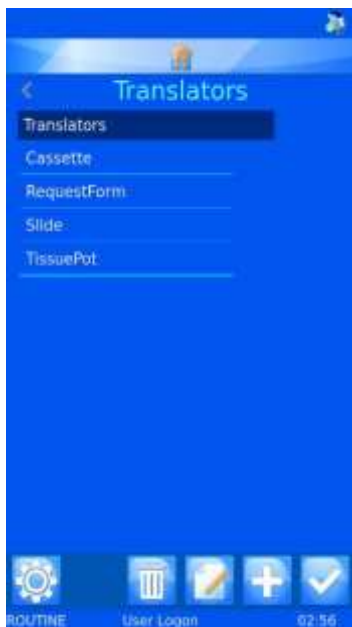 Translators
Translators
Cassette
RequestForm
Slide
TissuePot
ROUTINE User Logon 02:56